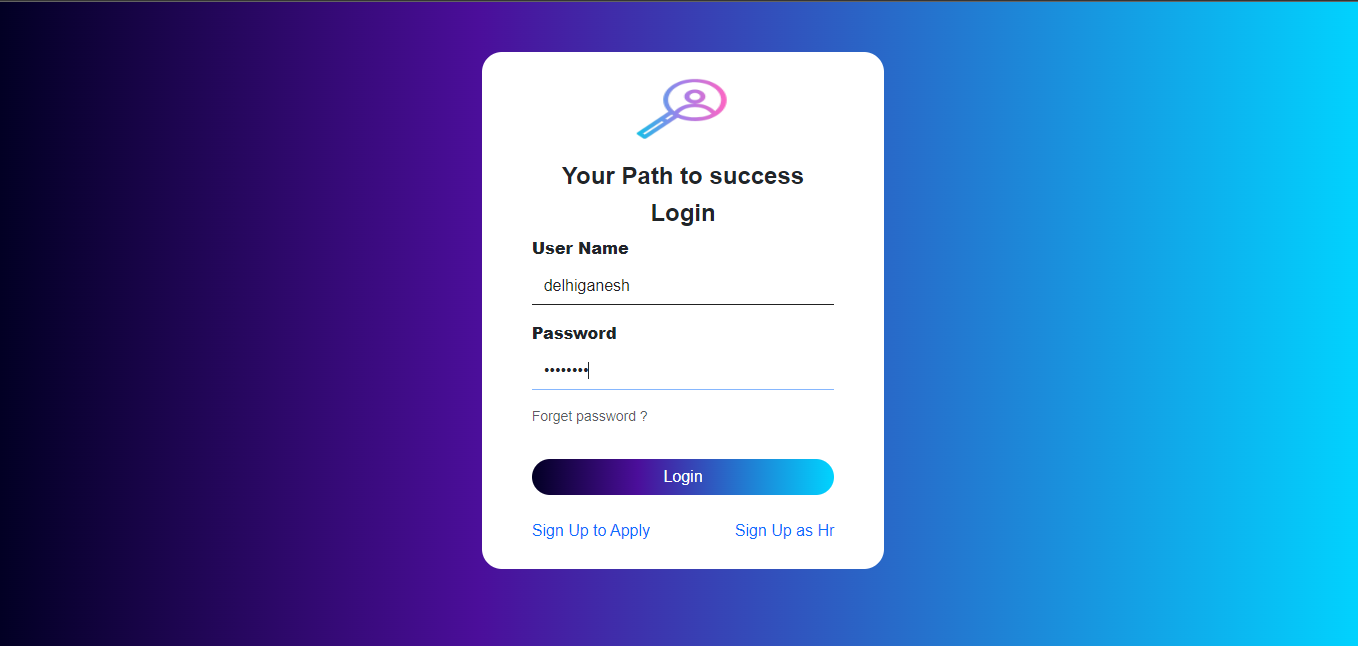 Your Path to success
Login
User Name
delhiganesh
Password
••••••••
Forget password ?
Login
Sign Up to Apply Sign Up as Hr